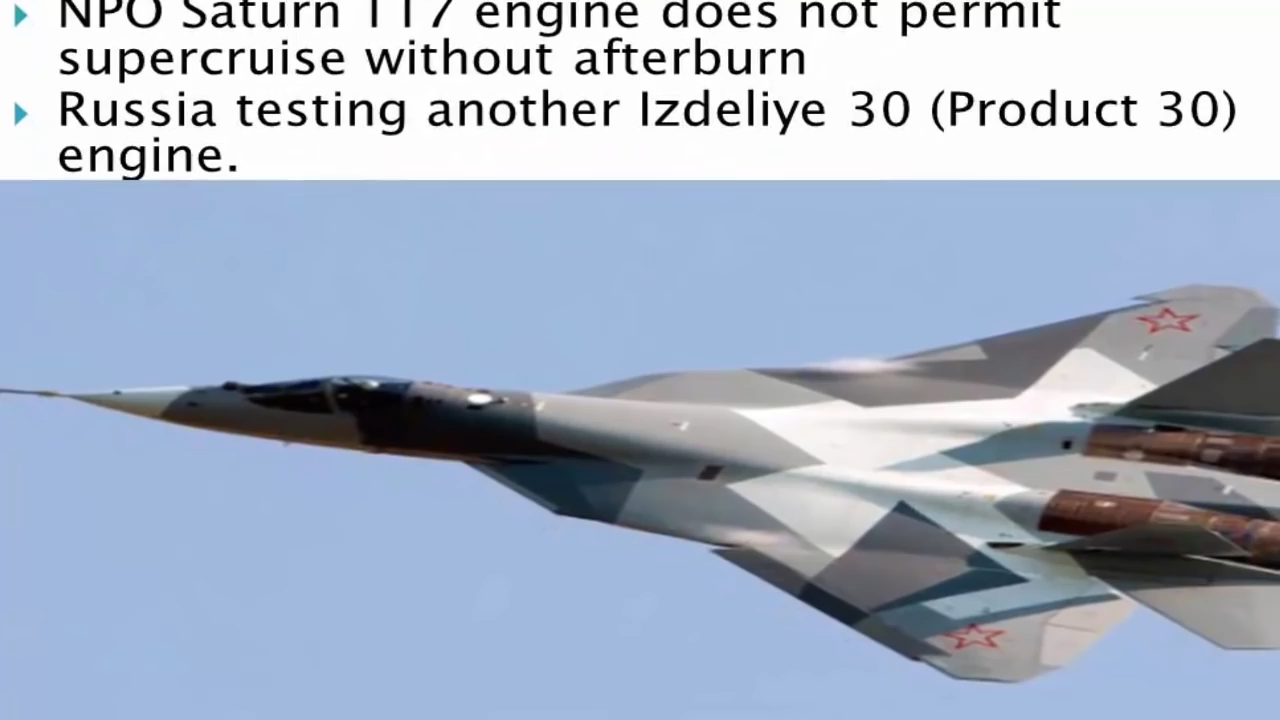 NPO Saturn 117 engine does not permit
supercruise without afterburn
Russia testing another Izdeliye 30 (Product 30)
engine.